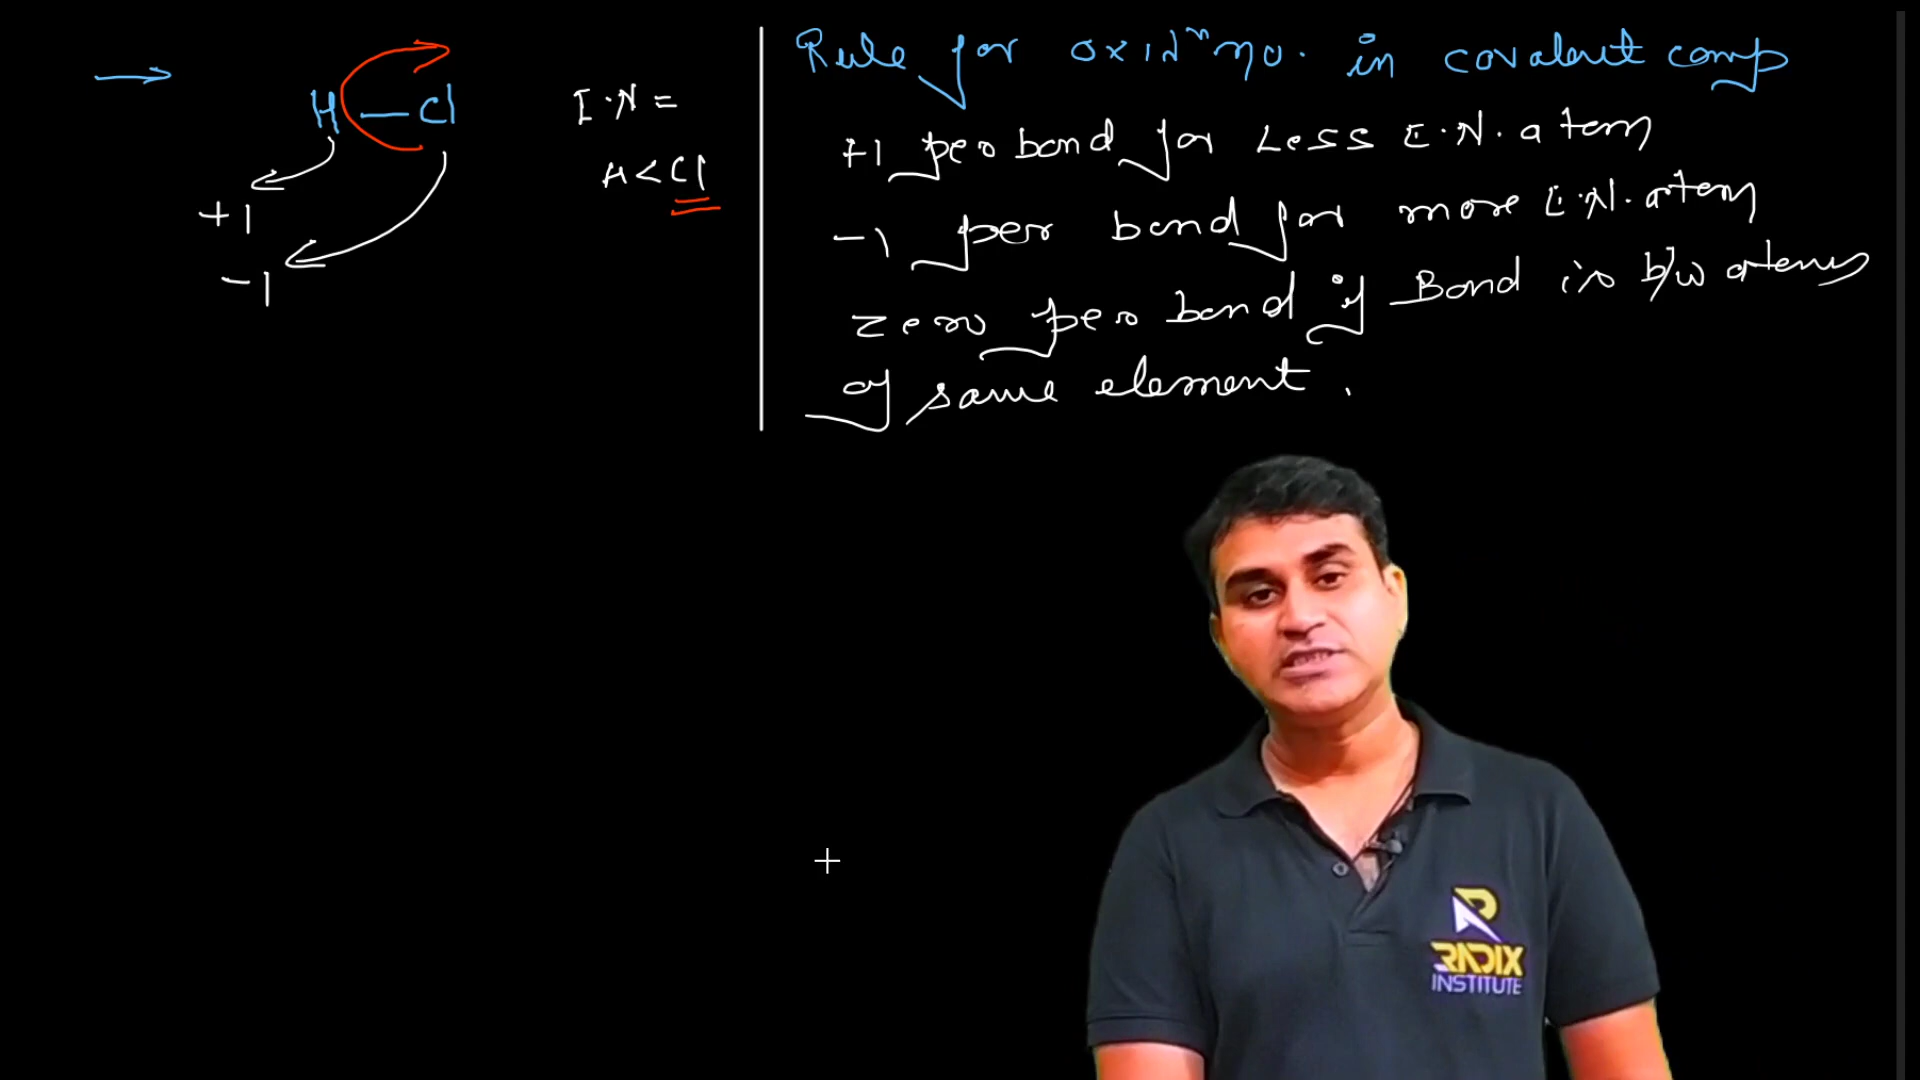 H — Cl
+1
-1
E.N =
H < Cl
Rule for oxidⁿ no. in covalent comp
+1 per bond for Less E.N. atom
-1 per bond for more E.N. atom
zero per bond if Bond is b/w atoms
of same element.
RADIX
INSTITUTE